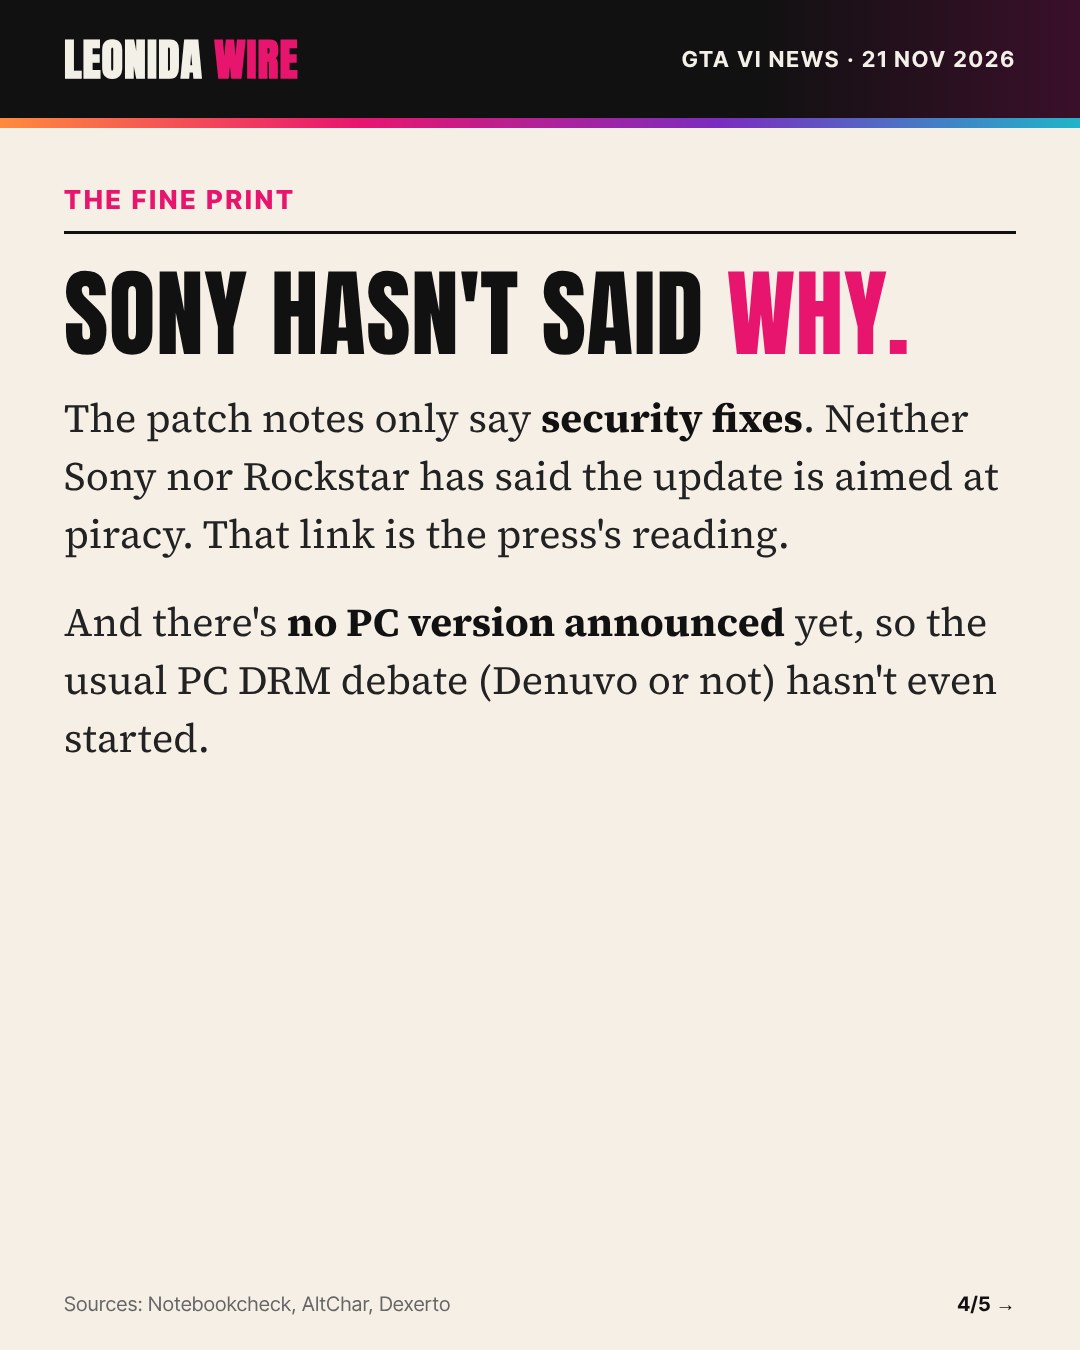 LEONIDA WIRE
GTA VI NEWS · 21 NOV 2026
THE FINE PRINT
SONY HASN'T SAID WHY.
The patch notes only say security fixes. Neither
Sony nor Rockstar has said the update is aimed at
piracy. That link is the press's reading.
And there's no PC version announced yet, so the
usual PC DRM debate (Denuvo or not) hasn't even
started.
Sources: Notebookcheck, AltChar, Dexerto
4/5 →